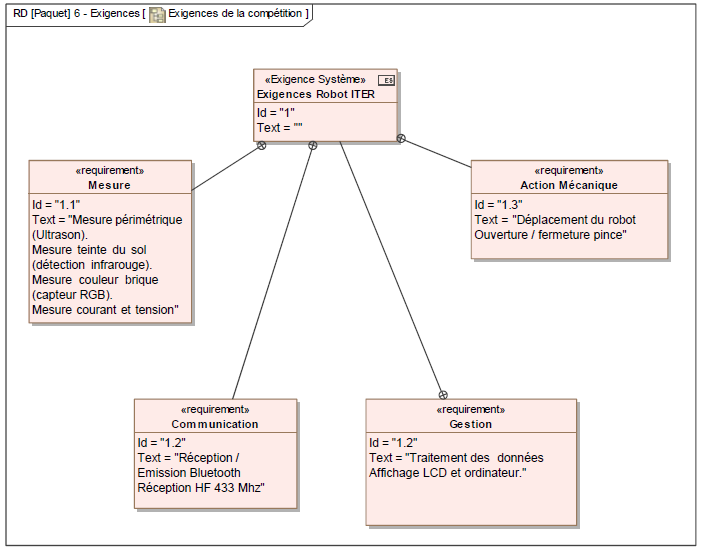 RD [Paquet] 6 - Exigences [ Exigences de la compétition ]
«Exigence Système» ES
Exigences Robot ITER
Id = "1"
Text = ""
«requirement»
Mesure
Id = "1.1"
Text = "Mesure périmétrique
(Ultrason).
Mesure teinte du sol
(détection infrarouge).
Mesure couleur brique
(capteur RGB).
Mesure courant et tension"
«requirement»
Action Mécanique
Id = "1.3"
Text = "Déplacement du robot
Ouverture / fermeture pince"
«requirement»
Communication
Id = "1.2"
Text = "Réception /
Emission Bluetooth
Réception HF 433 Mhz"
«requirement»
Gestion
Id = "1.2"
Text = "Traitement des données
Affichage LCD et ordinateur."